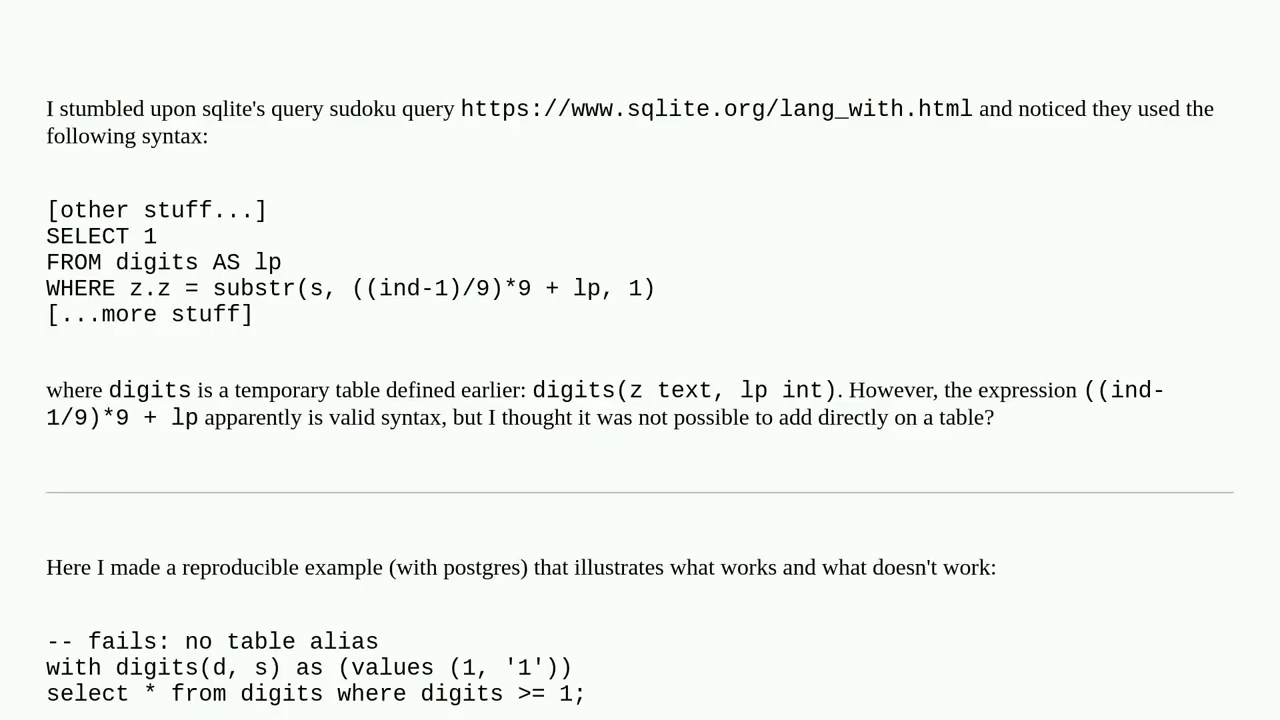 I stumbled upon sqlite's query sudoku query https://www.sqlite.org/lang_with.html and noticed they used the
following syntax:
[other stuff...]
SELECT 1
FROM digits AS lp
WHERE z.z = substr(s, ((ind-1)/9)*9 + lp, 1)
[...more stuff]
where digits is a temporary table defined earlier: digits(z text, lp int). However, the expression ((ind-
1/9)*9 + lp apparently is valid syntax, but I thought it was not possible to add directly on a table?
Here I made a reproducible example (with postgres) that illustrates what works and what doesn't work:
-- fails: no table alias
with digits(d, s) as (values (1, '1'))
select * from digits where digits >= 1;